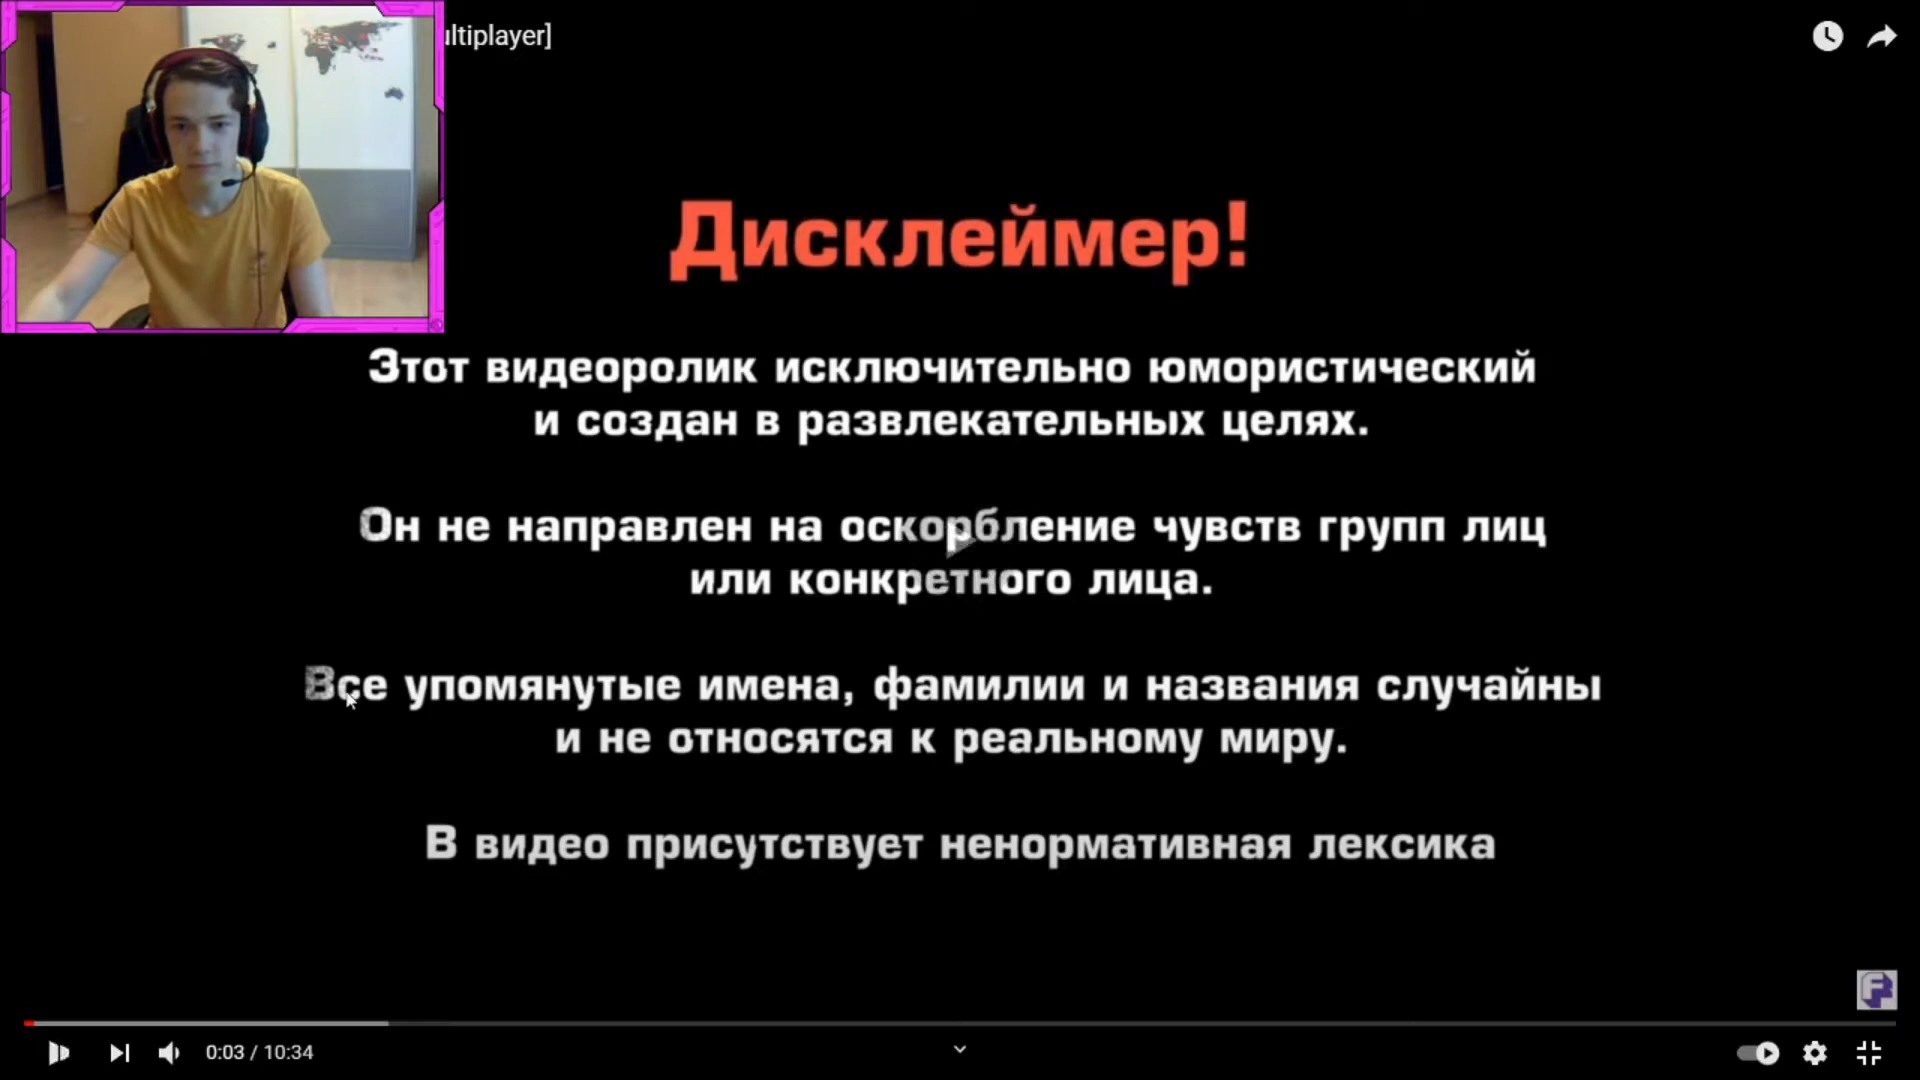 ultiplayer]
Дисклеймер!
Этот видеоролик исключительно юмористический
и создан в развлекательных целях.
Он не направлен на оскорбление чувств групп лиц
или конкретного лица.
Все упомянутые имена, фамилии и названия случайны
и не относятся к реальному миру.
В видео присутствует ненормативная лексика
0:03 / 10:34